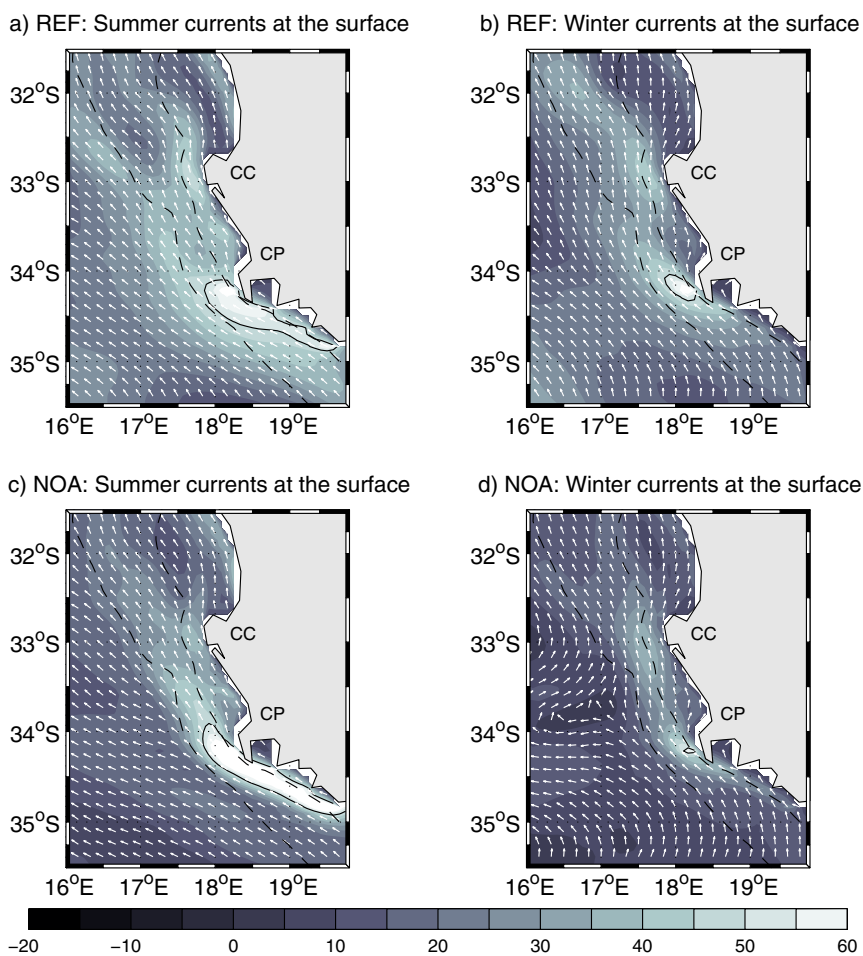 a) REF: Summer currents at the surface
b) REF: Winter currents at the surface
32°S
33°S
34°S
35°S
CC
CP
16°E 17°E 18°E 19°E
32°S
33°S
34°S
35°S
CC
CP
16°E 17°E 18°E 19°E
c) NOA: Summer currents at the surface
d) NOA: Winter currents at the surface
32°S
33°S
34°S
35°S
CC
CP
16°E 17°E 18°E 19°E
32°S
33°S
34°S
35°S
CC
CP
16°E 17°E 18°E 19°E
−20 −10 0 10 20 30 40 50 60